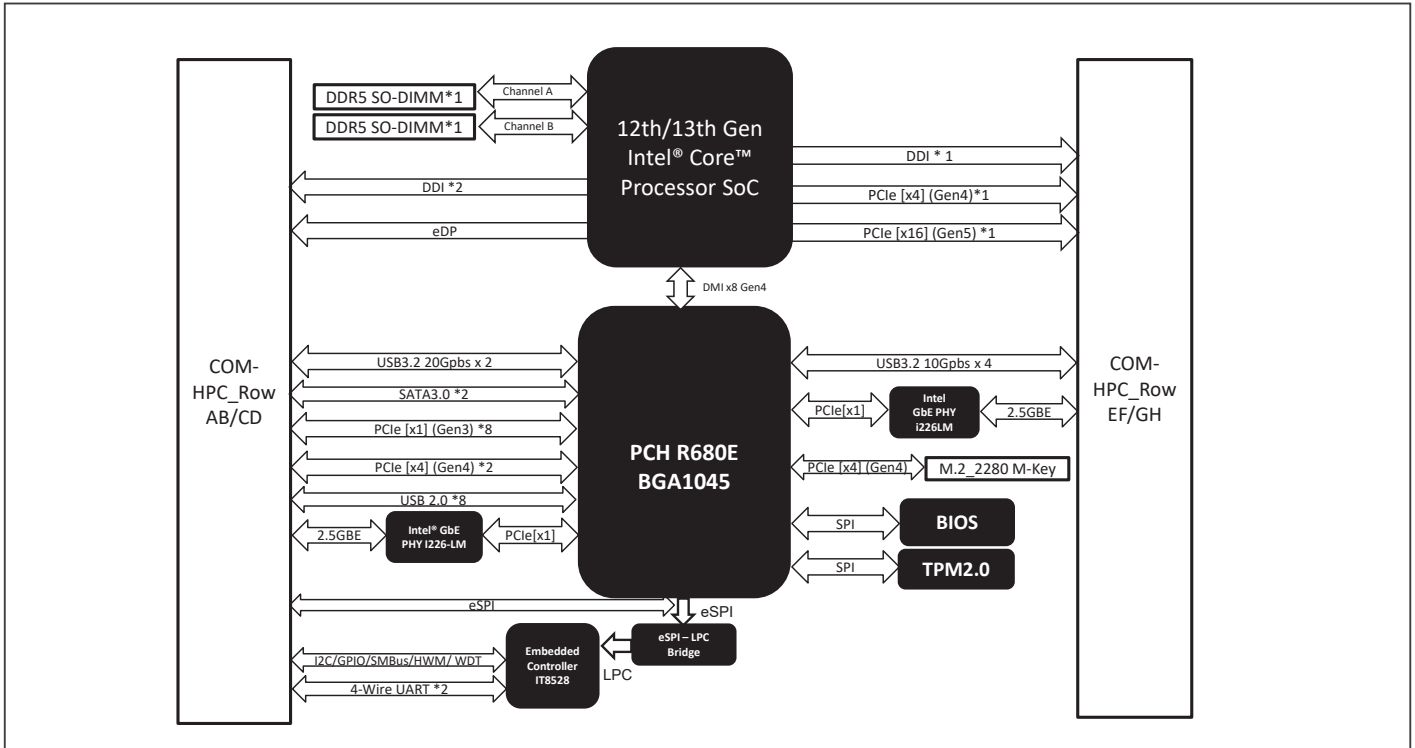 DDR5 SO-DIMM*1
Channel A
DDR5 SO-DIMM*1
Channel B
12th/13th Gen
Intel® Core™
Processor SoC
DDI *2
eDP
DDI * 1
PCIe [x4] (Gen4)*1
PCIe [x16] (Gen5) *1
DMI x8 Gen4
COM-
HPC_Row
AB/CD
USB3.2 20Gpbs x 2
SATA3.0 *2
PCIe [x1] (Gen3) *8
PCIe [x4] (Gen4) *2
USB 2.0 *8
2.5GBE
Intel® GbE
PHY I226-LM
PCIe[x1]
PCH R680E
BGA1045
USB3.2 10Gpbs x 4
PCIe[x1]
Intel
GbE PHY
i226LM
2.5GBE
PCIe [x4] (Gen4)
M.2_2280 M-Key
SPI
BIOS
SPI
TPM2.0
COM-
HPC_Row
EF/GH
eSPI
eSPI
eSPI – LPC
Bridge
LPC
Embedded
Controller
IT8528
I2C/GPIO/SMBus/HWM/ WDT
4-Wire UART *2